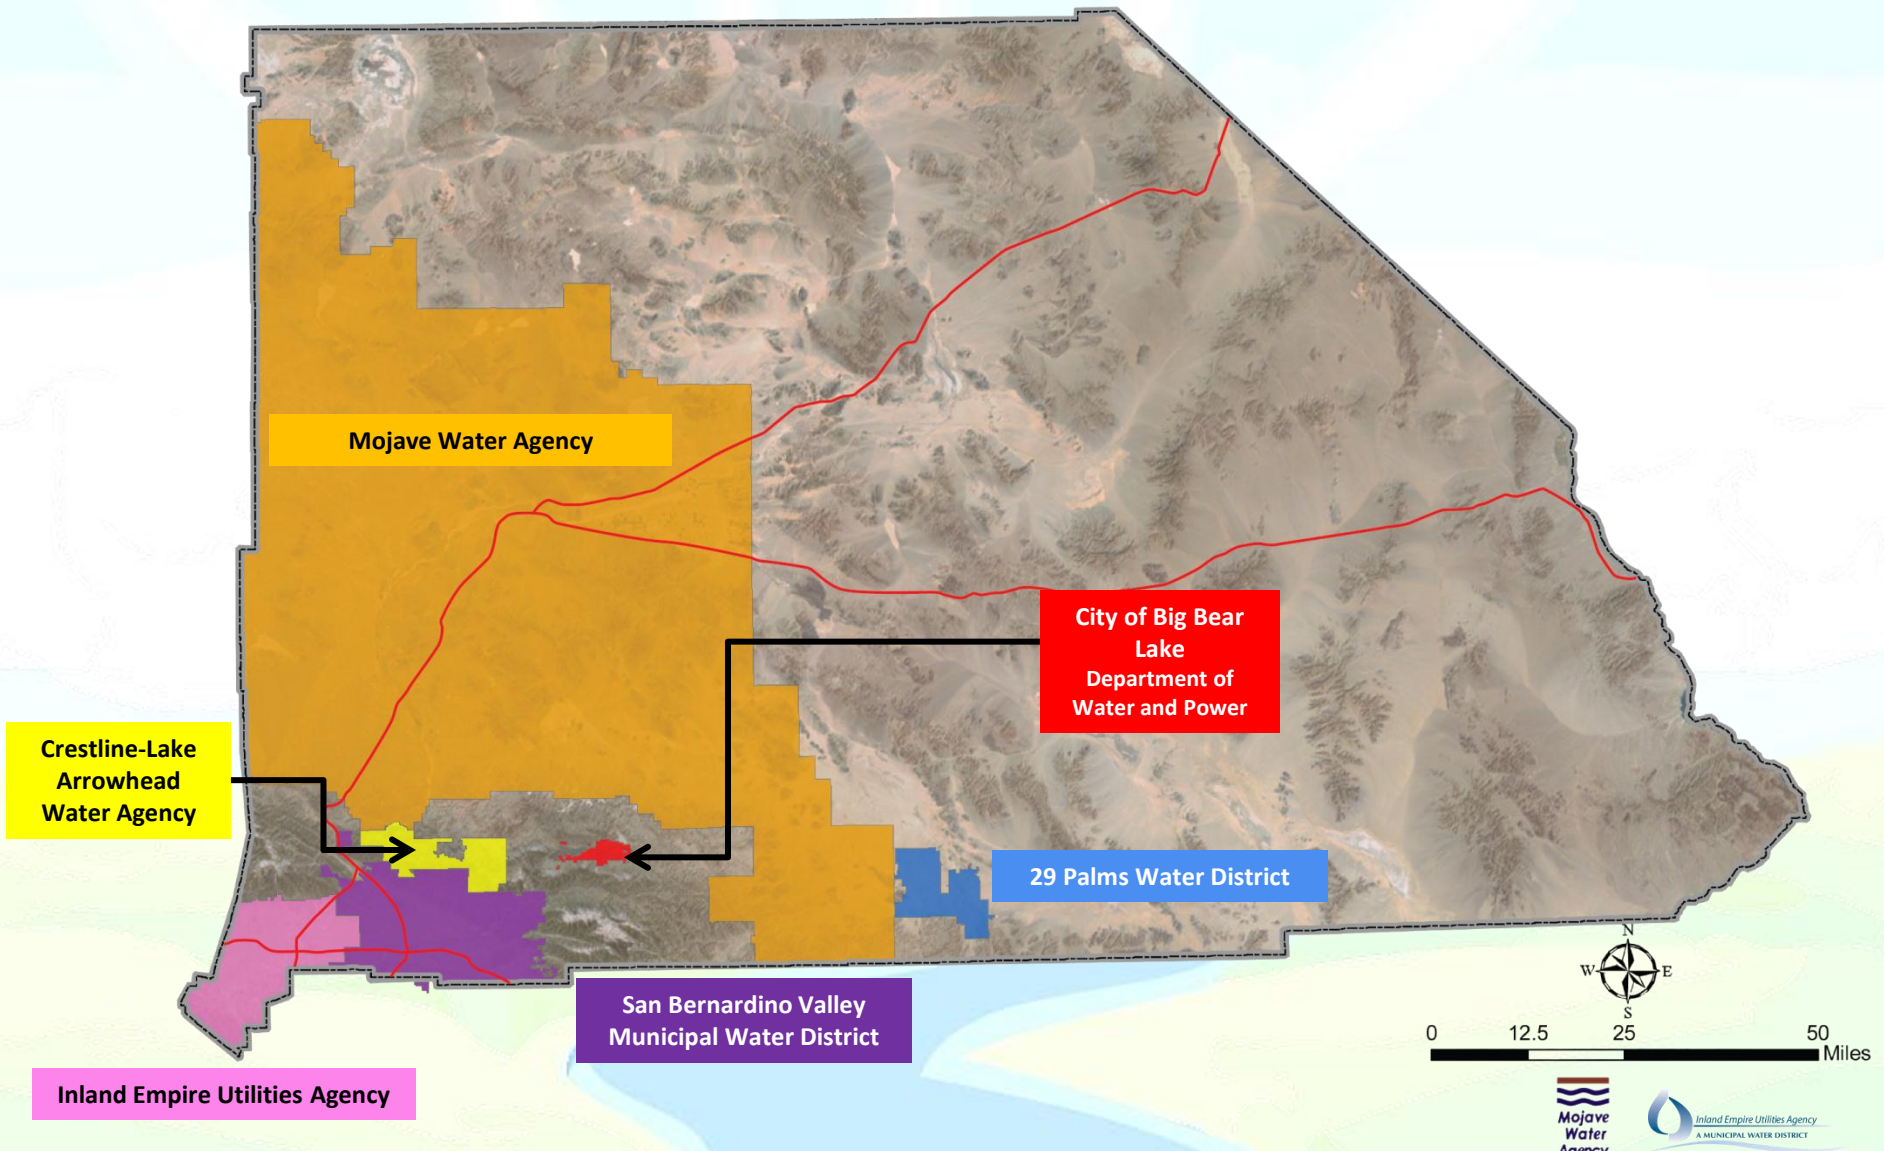 Mojave Water Agency
City of Big Bear
Lake
Department of
Water and Power
Crestline-Lake
Arrowhead
Water Agency
29 Palms Water District
San Bernardino Valley
Municipal Water District
Inland Empire Utilities Agency
N
W E
S
0 12.5 25 50
Miles
Mojave
Water
Agency
Inland Empire Utilities Agency
A MUNICIPAL WATER DISTRICT